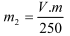 m₂ = V.m / 250